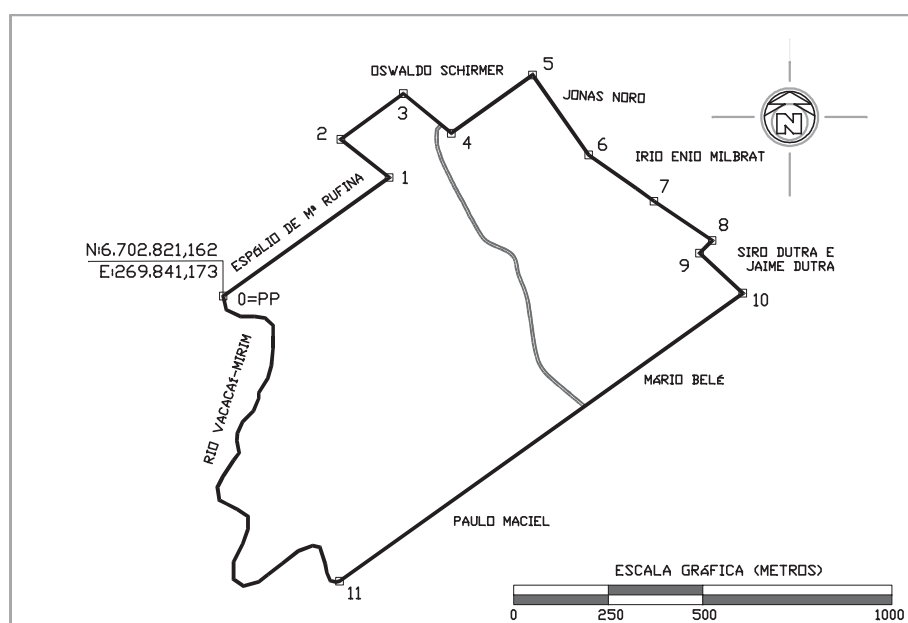 OSWALDO SCHIRMER
5
JONAS NORO
3
4
2
6
IRIO ENIO MILBRAT
N
1
7
ESPÓLIO DE Mª RUFINA
8
SIRO DUTRA E
JAIME DUTRA
9
N:6.702.821,162
E:269.841,173
0=PP
10
RIO VACACAÍ-MIRIM
MÁRIO BELÉ
PAULO MACIEL
11
ESCALA GRÁFICA (METROS)
0 250 500 1000